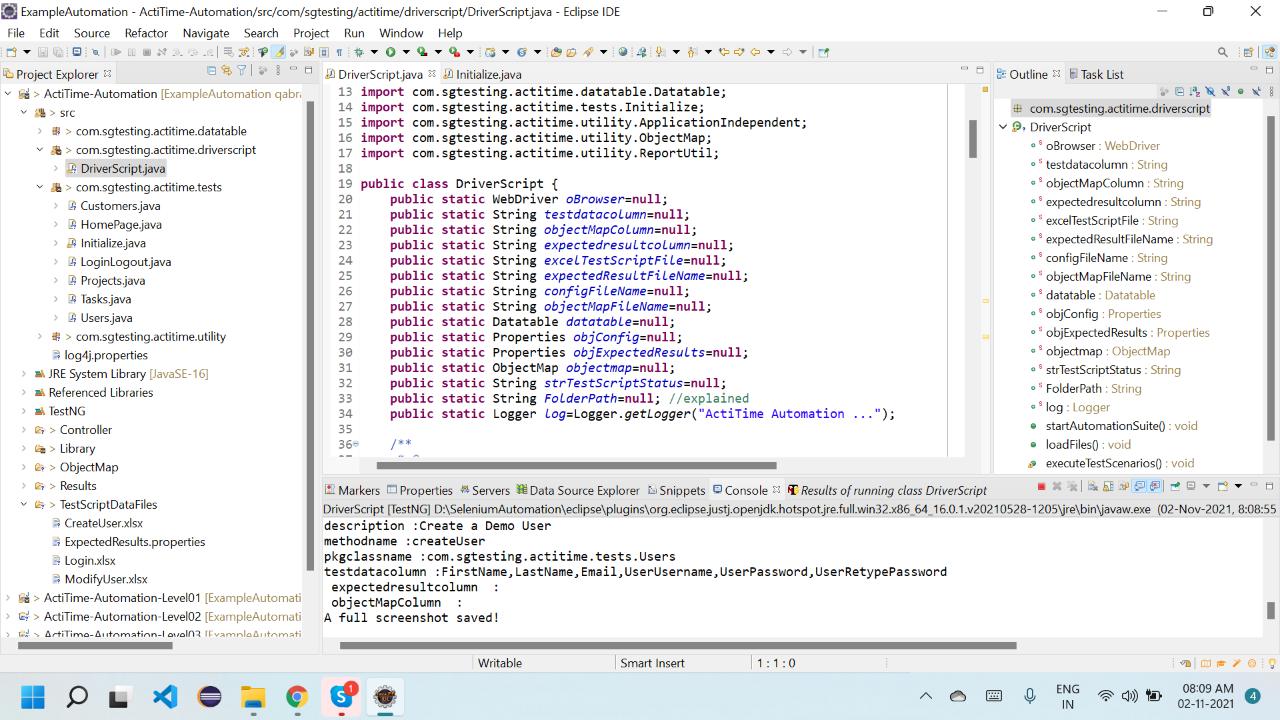 ExampleAutomation - ActiTime-Automation/src/com/sgtesting/actitime/driverscript/DriverScript.java - Eclipse IDE
File Edit Source Refactor Navigate Search Project Run Window Help
Project Explorer
> ActiTime-Automation [ExampleAutomation qabra
> src
> com.sgtesting.actitime.datatable
> com.sgtesting.actitime.driverscript
DriverScript.java
> com.sgtesting.actitime.tests
Customers.java
HomePage.java
Initialize.java
LoginLogout.java
Projects.java
Tasks.java
Users.java
> com.sgtesting.actitime.utility
log4j.properties
JRE System Library [JavaSE-16]
Referenced Libraries
TestNG
> Controller
> Library
> ObjectMap
> Results
> TestScriptDataFiles
CreateUser.xlsx
ExpectedResults.properties
Login.xlsx
ModifyUser.xlsx
> ActiTime-Automation-Level01 [ExampleAutomati
> ActiTime-Automation-Level02 [ExampleAutomati
> ActiTime-Automation-Level03 [ExampleAutomati
DriverScript.java Initialize.java
13 import com.sgtesting.actitime.datatable.Datatable;
14 import com.sgtesting.actitime.tests.Initialize;
15 import com.sgtesting.actitime.utility.ApplicationIndependent;
16 import com.sgtesting.actitime.utility.ObjectMap;
17 import com.sgtesting.actitime.utility.ReportUtil;
18
19 public class DriverScript {
20 public static WebDriver oBrowser=null;
21 public static String testdatacolumn=null;
22 public static String objectMapColumn=null;
23 public static String expectedresultcolumn=null;
24 public static String excelTestScriptFile=null;
25 public static String expectedResultFileName=null;
26 public static String configFileName=null;
27 public static String objectMapFileName=null;
28 public static Datatable datatable=null;
29 public static Properties objConfig=null;
30 public static Properties objExpectedResults=null;
31 public static ObjectMap objectmap=null;
32 public static String strTestScriptStatus=null;
33 public static String FolderPath=null; //explained
34 public static Logger log=Logger.getLogger("ActiTime Automation ...");
35
36 /**
Outline Task List
com.sgtesting.actitime.driverscript
DriverScript
oBrowser : WebDriver
testdatacolumn : String
objectMapColumn : String
expectedresultcolumn : String
excelTestScriptFile : String
expectedResultFileName : String
configFileName : String
objectMapFileName : String
datatable : Datatable
objConfig : Properties
objExpectedResults : Properties
objectmap : ObjectMap
strTestScriptStatus : String
FolderPath : String
log : Logger
startAutomationSuite() : void
loadFiles() : void
executeTestScenarios() : void
Markers Properties Servers Data Source Explorer Snippets Console Results of running class DriverScript
DriverScript [TestNG] D:\SeleniumAutomation\eclipse\plugins\org.eclipse.justj.openjdk.hotspot.jre.full.win32.x86_64_16.0.1.v20210528-1205\jre\bin\javaw.exe (02-Nov-2021, 8:08:55
description :Create a Demo User
methodname :createUser
pkgclassname :com.sgtesting.actitime.tests.Users
testdatacolumn :FirstName,LastName,Email,UserUsername,UserPassword,UserRetypePassword
expectedresultcolumn :
objectMapColumn :
A full screenshot saved!
Writable Smart Insert 1 : 1 : 0
1
ENG
IN
08:09 AM
02-11-2021
4